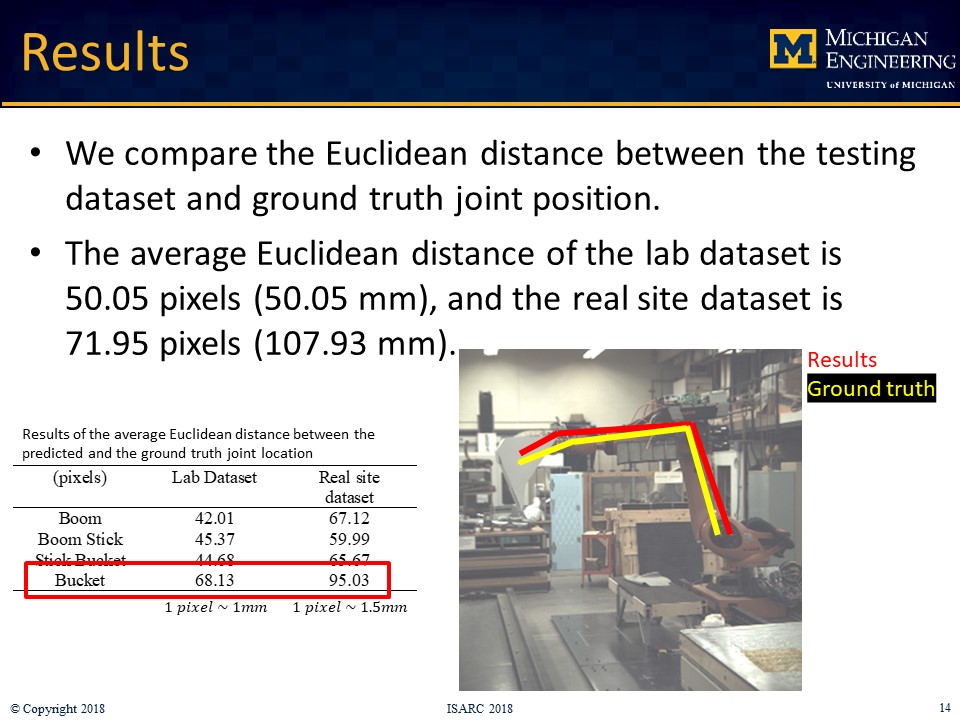 Results
MICHIGAN
ENGINEERING
UNIVERSITY of MICHIGAN
• We compare the Euclidean distance between the testing
dataset and ground truth joint position.
• The average Euclidean distance of the lab dataset is
50.05 pixels (50.05 mm), and the real site dataset is
71.95 pixels (107.93 mm).
Results
Ground truth
Results of the average Euclidean distance between the
predicted and the ground truth joint location
(pixels) Lab Dataset Real site
dataset
Boom 42.01 67.12
Boom Stick 45.37 59.99
Stick Bucket 44.68 65.67
Bucket 68.13 95.03
1 pixel ~ 1mm 1 pixel ~ 1.5mm
© Copyright 2018 ISARC 2018 14